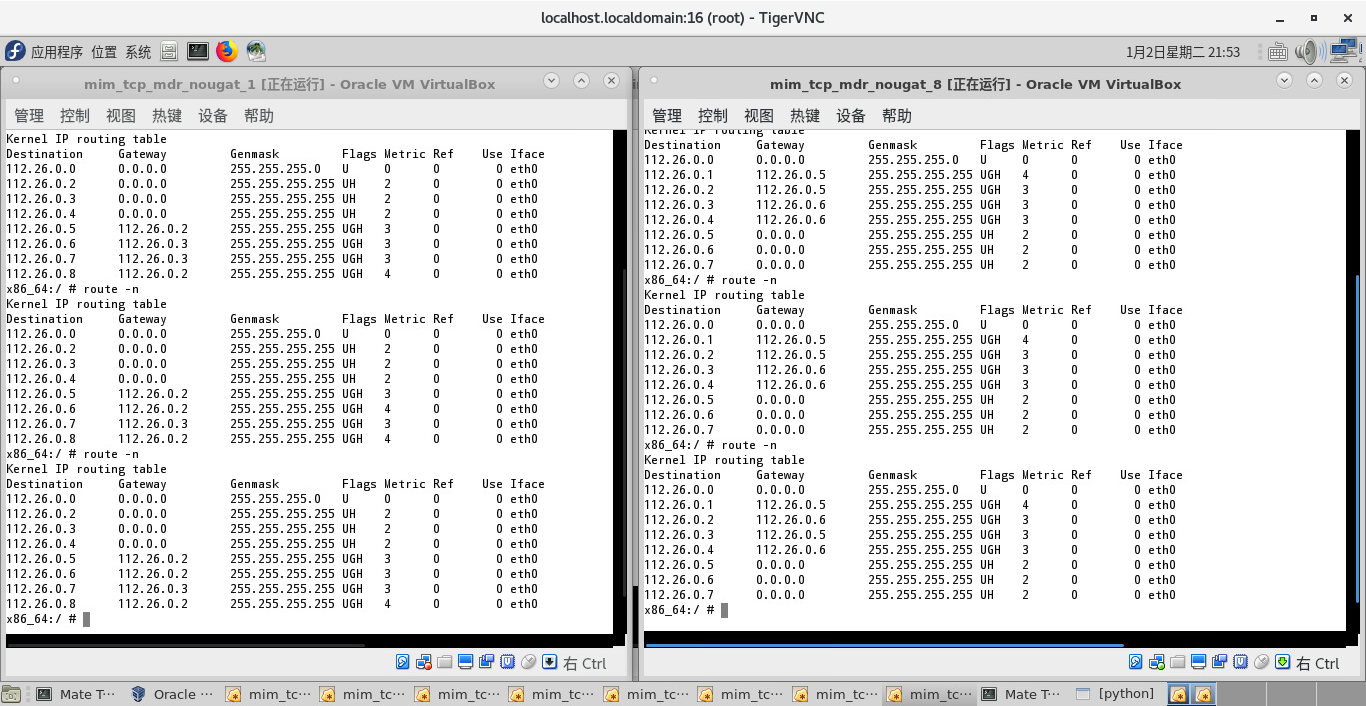 localhost.localdomain:16 (root) - TigerVNC
应用程序 位置 系统
1月2日星期二 21:53
mim_tcp_mdr_nougat_1 [正在运行] - Oracle VM VirtualBox
管理 控制 视图 热键 设备 帮助
Kernel IP routing table
Destination Gateway Genmask Flags Metric Ref Use Iface
112.26.0.0 0.0.0.0 255.255.255.0 U 0 0 0 eth0
112.26.0.2 0.0.0.0 255.255.255.255 UH 2 0 0 eth0
112.26.0.3 0.0.0.0 255.255.255.255 UH 2 0 0 eth0
112.26.0.4 0.0.0.0 255.255.255.255 UH 2 0 0 eth0
112.26.0.5 112.26.0.2 255.255.255.255 UGH 3 0 0 eth0
112.26.0.6 112.26.0.3 255.255.255.255 UGH 3 0 0 eth0
112.26.0.7 112.26.0.3 255.255.255.255 UGH 3 0 0 eth0
112.26.0.8 112.26.0.2 255.255.255.255 UGH 4 0 0 eth0
x86_64:/ # route -n
Kernel IP routing table
Destination Gateway Genmask Flags Metric Ref Use Iface
112.26.0.0 0.0.0.0 255.255.255.0 U 0 0 0 eth0
112.26.0.2 0.0.0.0 255.255.255.255 UH 2 0 0 eth0
112.26.0.3 0.0.0.0 255.255.255.255 UH 2 0 0 eth0
112.26.0.4 0.0.0.0 255.255.255.255 UH 2 0 0 eth0
112.26.0.5 112.26.0.2 255.255.255.255 UGH 3 0 0 eth0
112.26.0.6 112.26.0.2 255.255.255.255 UGH 4 0 0 eth0
112.26.0.7 112.26.0.3 255.255.255.255 UGH 3 0 0 eth0
112.26.0.8 112.26.0.2 255.255.255.255 UGH 4 0 0 eth0
x86_64:/ # route -n
Kernel IP routing table
Destination Gateway Genmask Flags Metric Ref Use Iface
112.26.0.0 0.0.0.0 255.255.255.0 U 0 0 0 eth0
112.26.0.2 0.0.0.0 255.255.255.255 UH 2 0 0 eth0
112.26.0.3 0.0.0.0 255.255.255.255 UH 2 0 0 eth0
112.26.0.4 0.0.0.0 255.255.255.255 UH 2 0 0 eth0
112.26.0.5 112.26.0.2 255.255.255.255 UGH 3 0 0 eth0
112.26.0.6 112.26.0.2 255.255.255.255 UGH 3 0 0 eth0
112.26.0.7 112.26.0.3 255.255.255.255 UGH 3 0 0 eth0
112.26.0.8 112.26.0.2 255.255.255.255 UGH 4 0 0 eth0
x86_64:/ #
右 Ctrl
mim_tcp_mdr_nougat_8 [正在运行] - Oracle VM VirtualBox
管理 控制 视图 热键 设备 帮助
Kernel IP routing table
Destination Gateway Genmask Flags Metric Ref Use Iface
112.26.0.0 0.0.0.0 255.255.255.0 U 0 0 0 eth0
112.26.0.1 112.26.0.5 255.255.255.255 UGH 4 0 0 eth0
112.26.0.2 112.26.0.5 255.255.255.255 UGH 3 0 0 eth0
112.26.0.3 112.26.0.6 255.255.255.255 UGH 3 0 0 eth0
112.26.0.4 112.26.0.6 255.255.255.255 UGH 3 0 0 eth0
112.26.0.5 0.0.0.0 255.255.255.255 UH 2 0 0 eth0
112.26.0.6 0.0.0.0 255.255.255.255 UH 2 0 0 eth0
112.26.0.7 0.0.0.0 255.255.255.255 UH 2 0 0 eth0
x86_64:/ # route -n
Kernel IP routing table
Destination Gateway Genmask Flags Metric Ref Use Iface
112.26.0.0 0.0.0.0 255.255.255.0 U 0 0 0 eth0
112.26.0.1 112.26.0.5 255.255.255.255 UGH 4 0 0 eth0
112.26.0.2 112.26.0.5 255.255.255.255 UGH 3 0 0 eth0
112.26.0.3 112.26.0.6 255.255.255.255 UGH 3 0 0 eth0
112.26.0.4 112.26.0.6 255.255.255.255 UGH 3 0 0 eth0
112.26.0.5 0.0.0.0 255.255.255.255 UH 2 0 0 eth0
112.26.0.6 0.0.0.0 255.255.255.255 UH 2 0 0 eth0
112.26.0.7 0.0.0.0 255.255.255.255 UH 2 0 0 eth0
x86_64:/ # route -n
Kernel IP routing table
Destination Gateway Genmask Flags Metric Ref Use Iface
112.26.0.0 0.0.0.0 255.255.255.0 U 0 0 0 eth0
112.26.0.1 112.26.0.5 255.255.255.255 UGH 4 0 0 eth0
112.26.0.2 112.26.0.6 255.255.255.255 UGH 3 0 0 eth0
112.26.0.3 112.26.0.5 255.255.255.255 UGH 3 0 0 eth0
112.26.0.4 112.26.0.6 255.255.255.255 UGH 3 0 0 eth0
112.26.0.5 0.0.0.0 255.255.255.255 UH 2 0 0 eth0
112.26.0.6 0.0.0.0 255.255.255.255 UH 2 0 0 eth0
112.26.0.7 0.0.0.0 255.255.255.255 UH 2 0 0 eth0
x86_64:/ #
右 Ctrl
Mate T… Oracle … mim_tc… mim_tc… mim_tc… mim_tc… mim_tc… mim_tc… mim_tc… mim_tc… Mate T… [python]